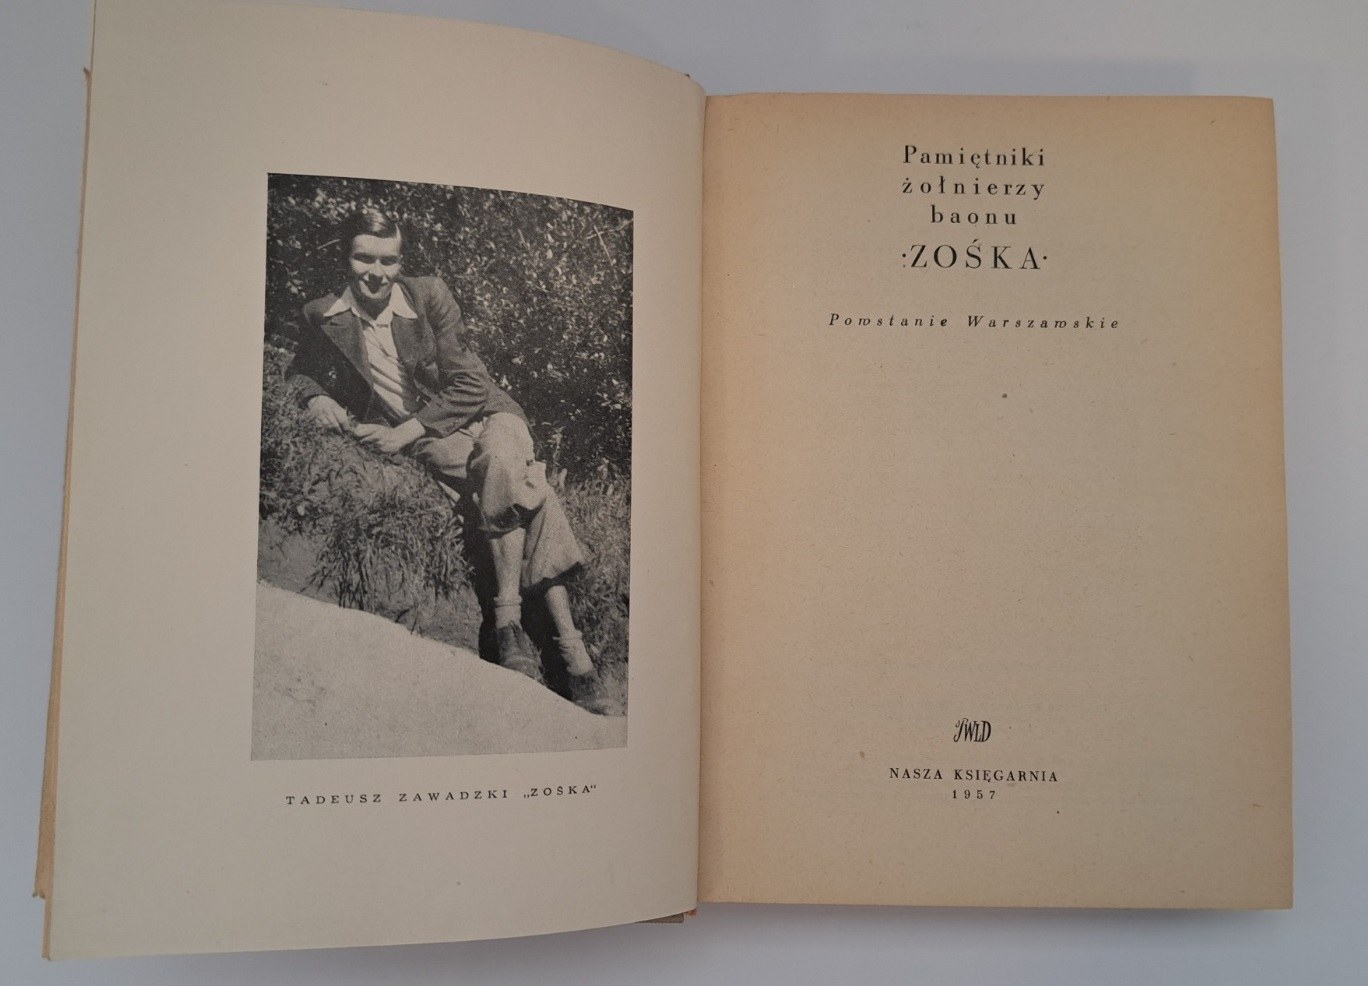 TADEUSZ ZAWADZKI „ZOŚKA"
Pamiętniki
żołnierzy
baonu
·ZOŚKA·
Powstanie Warszawskie
NASZA KSIĘGARNIA
1957